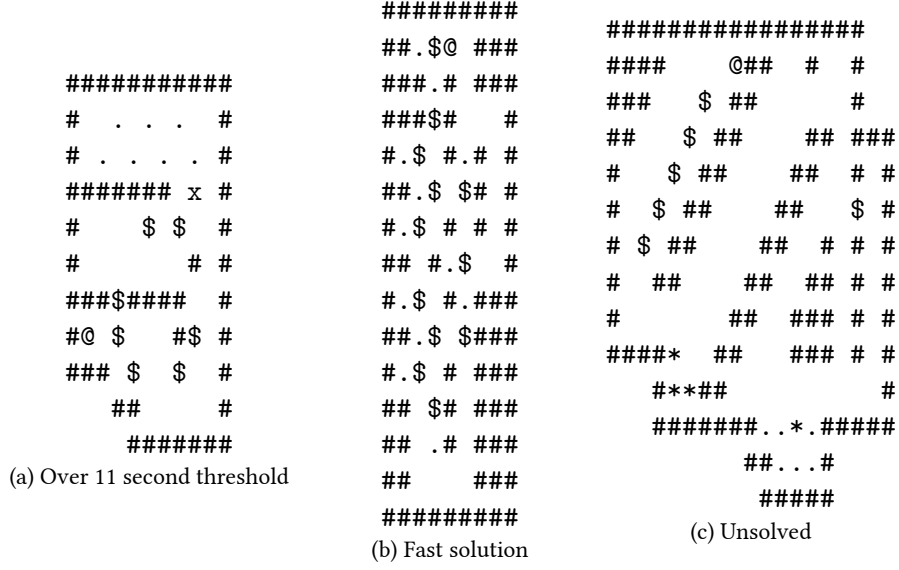 ###########
#  . . .  #
# . . . . #
####### x #
#    $ $  #
#       # #
###$####  #
#@ $   #$ #
### $  $  #
   ##     #
    #######
(a) Over 11 second threshold
#########
##.$@ ###
###.# ###
###$#   #
#.$ #.# #
##.$ $# #
#.$ # # #
## #.$  #
#.$ #.###
##.$ $###
#.$ # ###
## $# ###
## .# ###
##    ###
#########
(b) Fast solution
#################
####    @##  #  #
###   $ ##      #
##   $ ##    ## ###
#   $ ##    ##  # #
#  $ ##    ##   $ #
# $ ##    ##  # # #
#  ##    ##  ## # #
#       ##  ### # #
####*  ##   ### # #
   #**##          #
   #######..*.#####
         ##...#
          #####
(c) Unsolved